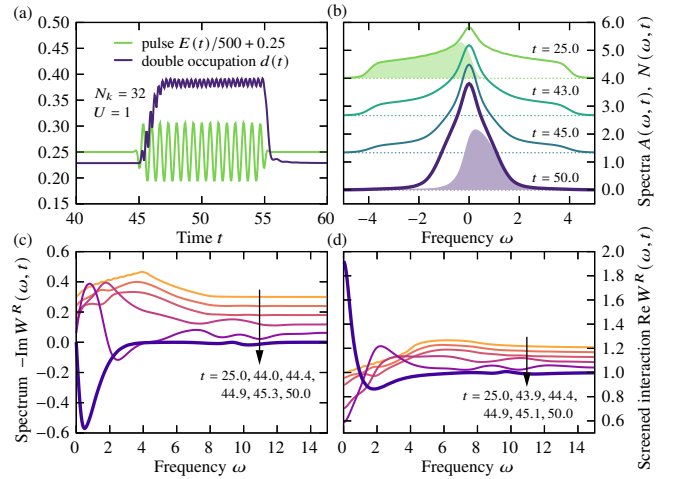 (a)
pulse E(t)/500 + 0.25
double occupation d(t)
N_k = 32
U = 1
0.40
0.35
0.30
0.25
0.20
0.15
40 45 50 55 60
Time t
(b)
t = 25.0
t = 43.0
t = 45.0
t = 50.0
6.0
5.0
4.0
3.0
2.0
1.0
0.0
−4 −2 0 2 4
Frequency ω
Spectra A(ω, t), N(ω, t)
(c)
Spectrum −Im W^R(ω, t)
0.6
0.4
0.2
0.0
−0.2
−0.4
−0.6
t = 25.0, 44.0, 44.4,
44.9, 45.3, 50.0
0 2 4 6 8 10 12 14
Frequency ω
(d)
2.0
1.8
1.6
1.4
1.2
1.0
0.8
0.6
t = 25.0, 43.9, 44.4,
44.9, 45.1, 50.0
0 2 4 6 8 10 12 14
Frequency ω
Screened interaction Re W^R(ω, t)